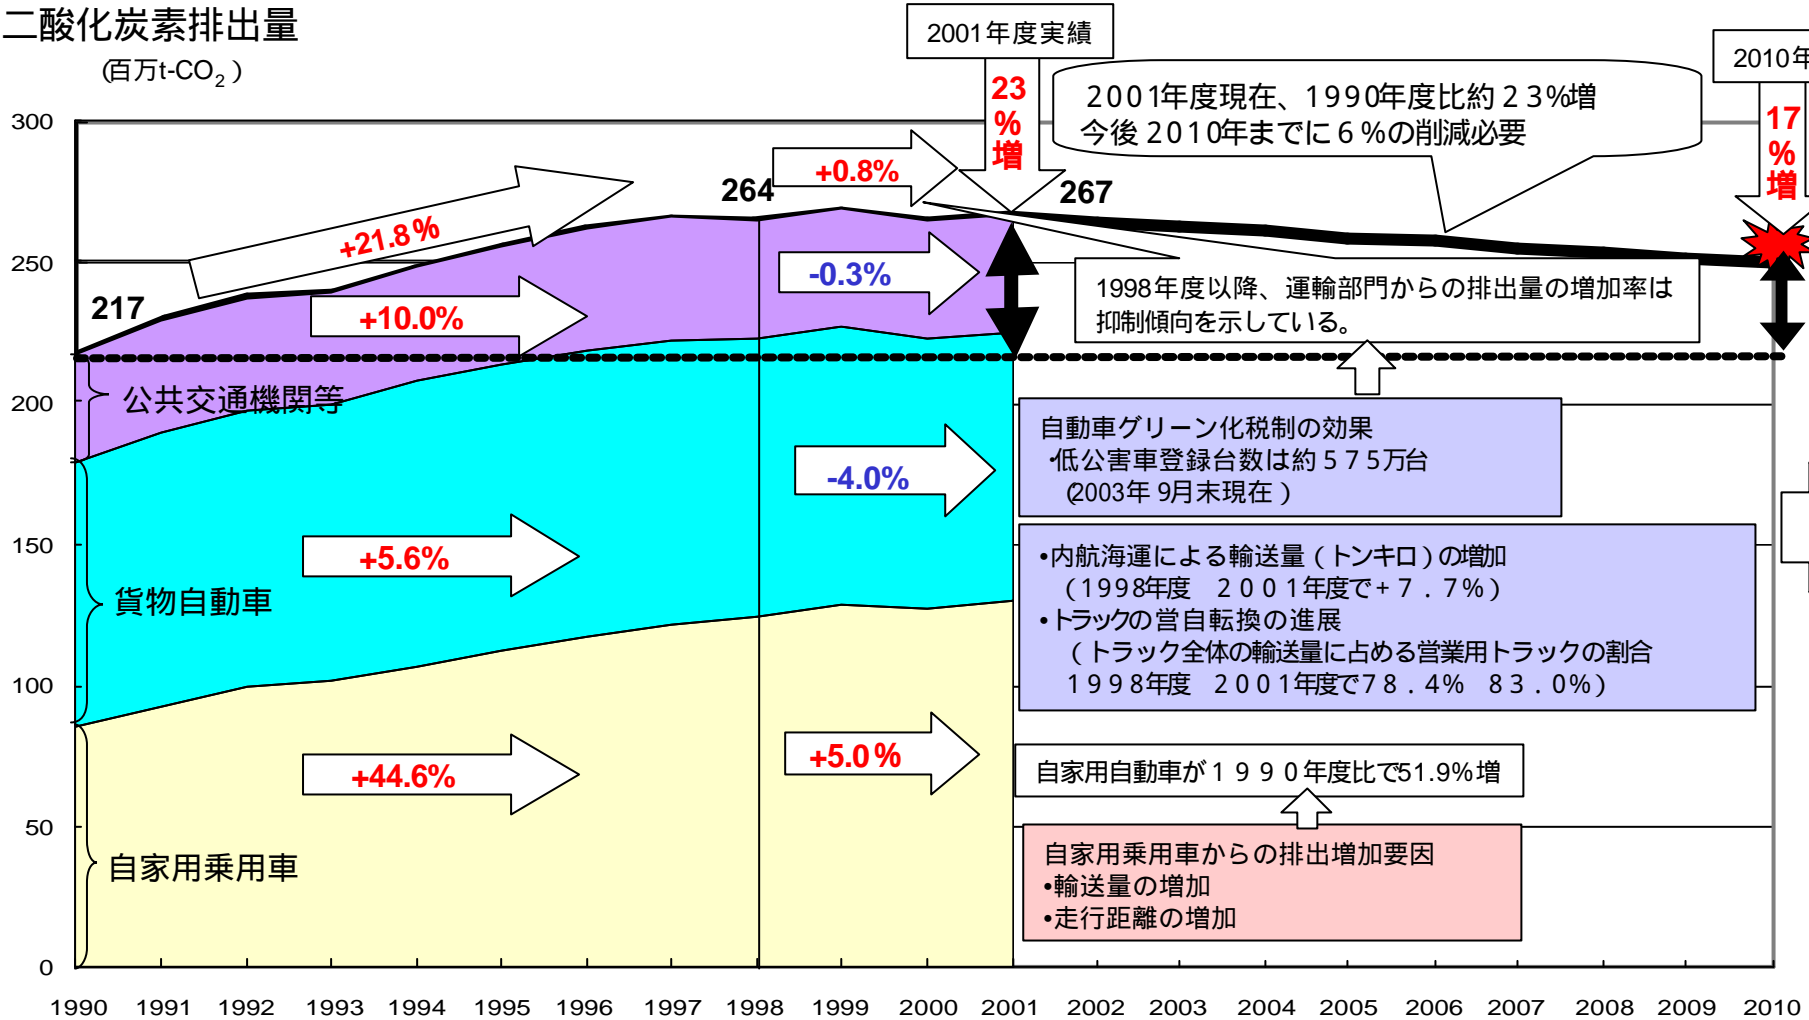 二酸化炭素排出量
(百万t-CO2)
2001年度実績
23%増
2010年
17%増
2001年度現在、1990年度比約23%増
今後2010年までに6%の削減必要
300
250
200
150
100
50
0
217
264
267
+21.8%
+0.8%
+10.0%
-0.3%
+5.6%
-4.0%
+44.6%
+5.0%
公共交通機関等
貨物自動車
自家用乗用車
1998年度以降、運輸部門からの排出量の増加率は
抑制傾向を示している。
自動車グリーン化税制の効果
・低公害車登録台数は約575万台
(2003年9月末現在)
•内航海運による輸送量(トンキロ)の増加
(1998年度 2001年度で+7.7%)
•トラックの営自転換の進展
(トラック全体の輸送量に占める営業用トラックの割合
1998年度 2001年度で78.4% 83.0%)
自家用自動車が1990年度比で51.9%増
自家用乗用車からの排出増加要因
•輸送量の増加
•走行距離の増加
1990 1991 1992 1993 1994 1995 1996 1997 1998 1999 2000 2001 2002 2003 2004 2005 2006 2007 2008 2009 2010